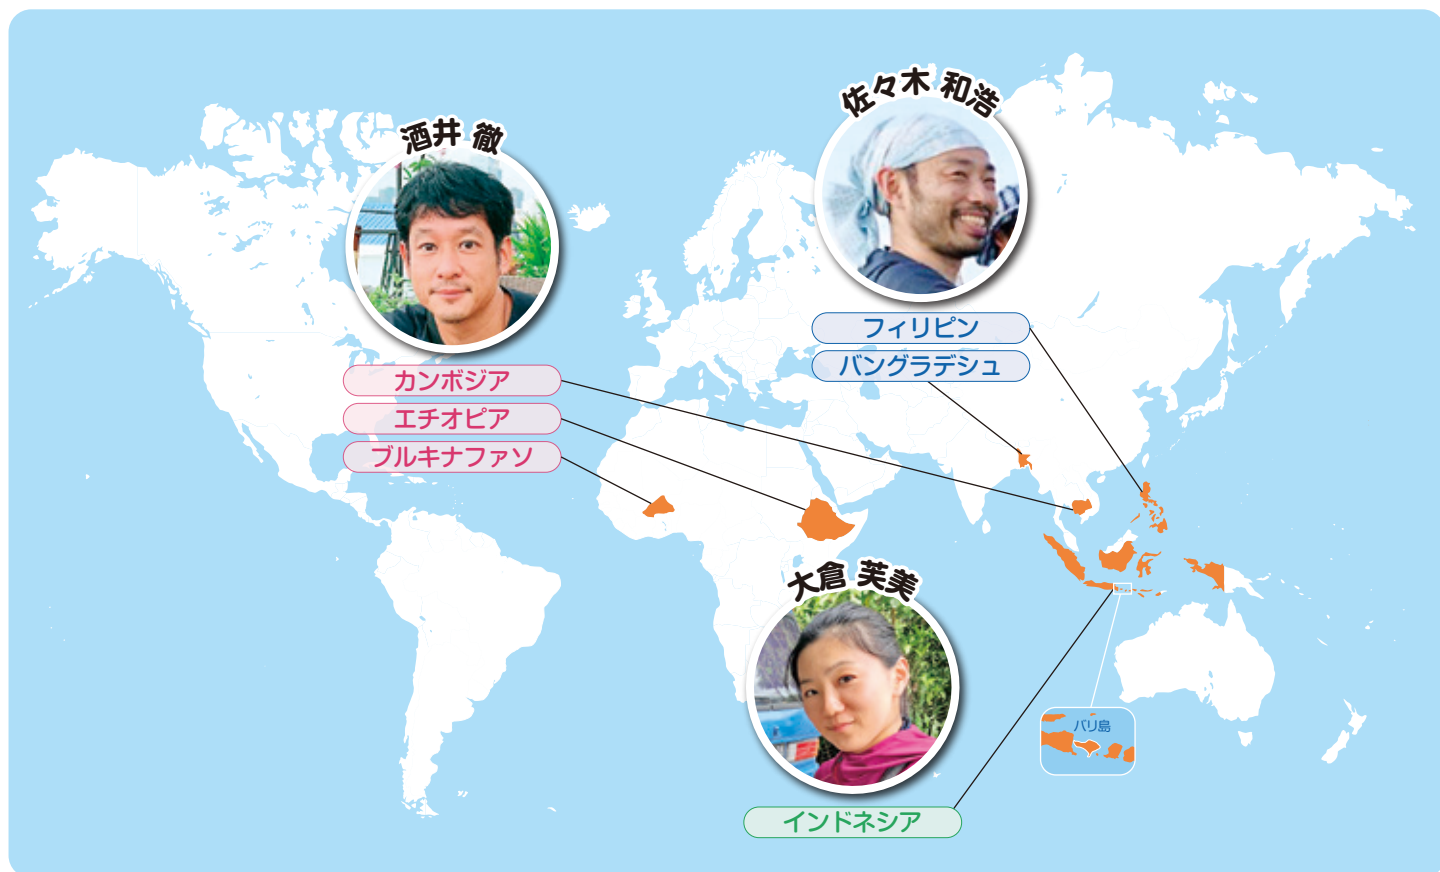 酒井 徹
カンボジア
エチオピア
ブルキナファソ
佐々木 和浩
フィリピン
バングラデシュ
大倉 芙美
インドネシア
バリ島